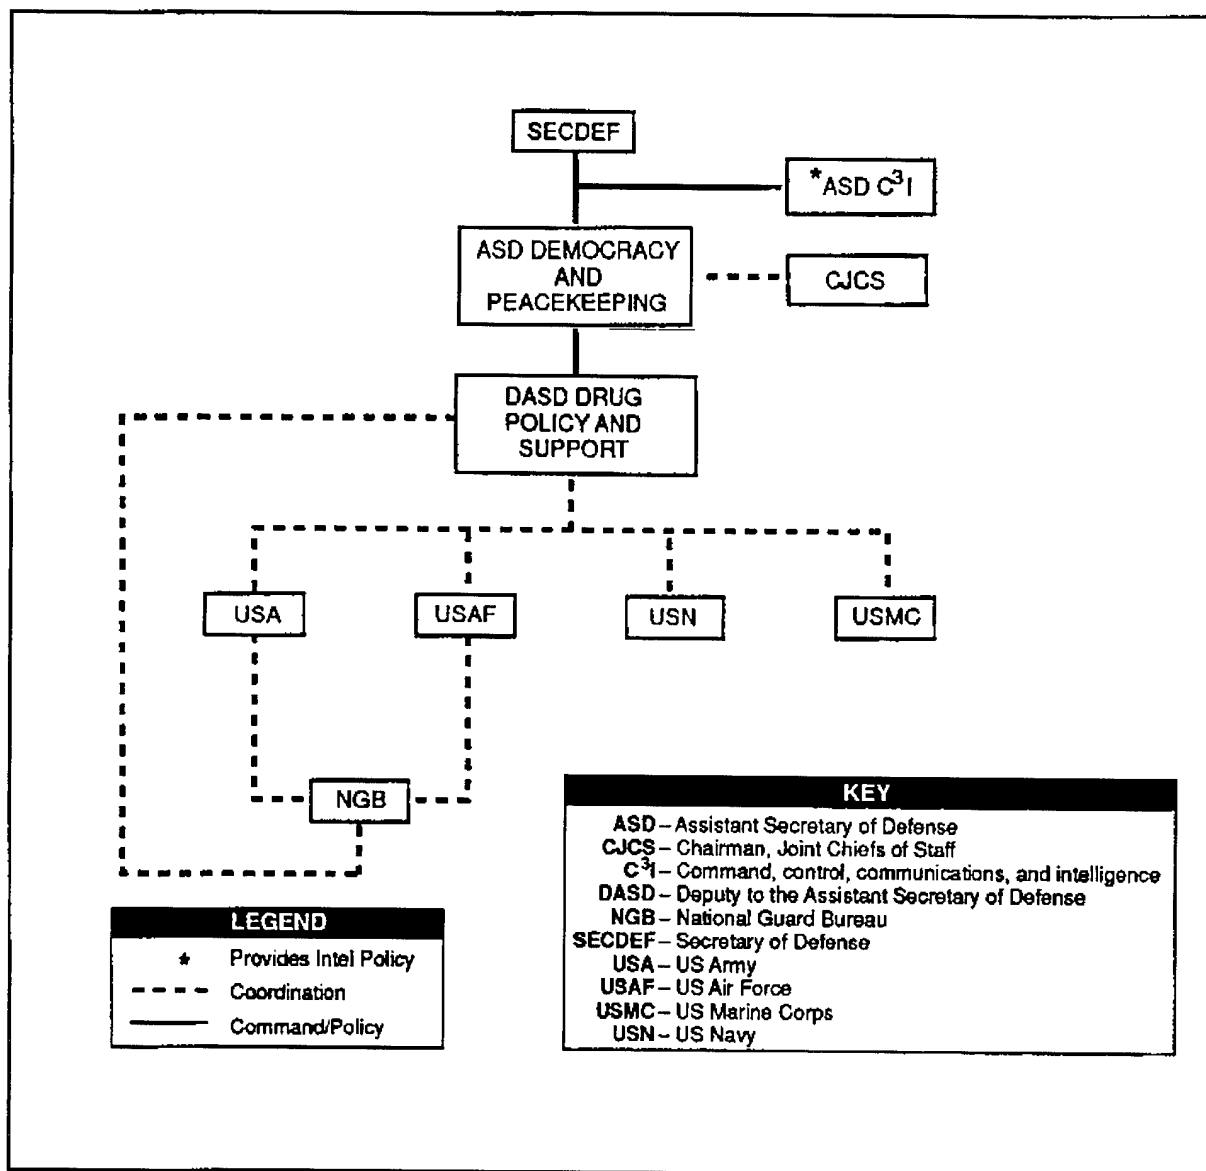 SECDEF
*ASD C³I
ASD DEMOCRACY
AND
PEACEKEEPING
CJCS
DASD DRUG
POLICY AND
SUPPORT
USA
USAF
USN
USMC
NGB
LEGEND
* Provides Intel Policy
Coordination
Command/Policy
KEY
ASD – Assistant Secretary of Defense
CJCS – Chairman, Joint Chiefs of Staff
C³I – Command, control, communications, and intelligence
DASD – Deputy to the Assistant Secretary of Defense
NGB – National Guard Bureau
SECDEF – Secretary of Defense
USA – US Army
USAF – US Air Force
USMC – US Marine Corps
USN – US Navy